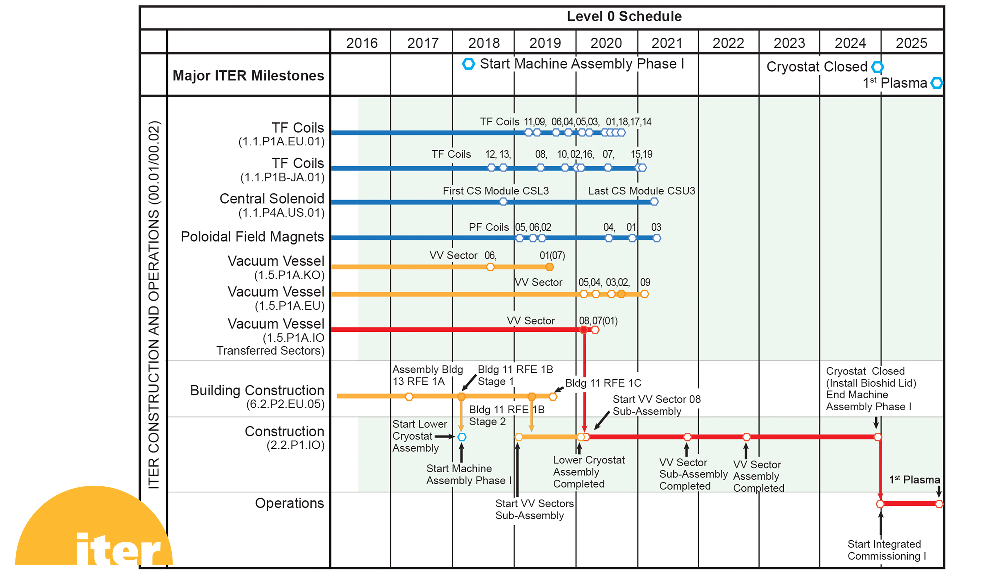 Level 0 Schedule
2016 2017 2018 2019 2020 2021 2022 2023 2024 2025
Major ITER Milestones
Start Machine Assembly Phase I
Cryostat Closed
1st Plasma
ITER CONSTRUCTION AND OPERATIONS (00.01/00.02)
TF Coils
(1.1.P1A.EU.01)
TF Coils 11,09, 06,04,05,03, 01,18,17,14
TF Coils
(1.1.P1B-JA.01)
TF Coils 12, 13, 08, 10, 02,16, 07, 15,19
Central Solenoid
(1.1.P4A.US.01)
First CS Module CSL3 Last CS Module CSU3
Poloidal Field Magnets
PF Coils 05, 06,02 04, 01, 03
Vacuum Vessel
(1.5.P1A.KO)
VV Sector 06, 01(07)
Vacuum Vessel
(1.5.P1A.EU)
VV Sector 05,04, 03,02, 09
Vacuum Vessel
(1.5.P1A.IO
Transferred Sectors)
VV Sector 08,07(01)
Building Construction
(6.2.P2.EU.05)
Assembly Bldg
13 RFE 1A
Bldg 11 RFE 1B
Stage 1
Bldg 11 RFE 1C
Bldg 11 RFE 1B
Stage 2
Start VV Sector 08
Sub-Assembly
Cryostat Closed
(Install Bioshid Lid)
End Machine
Assembly Phase I
Construction
(2.2.P1.IO)
Start Lower
Cryostat
Assembly
Start Machine
Assembly Phase I
Lower Cryostat
Assembly
Completed
VV Sector
Sub-Assembly
Completed
VV Sector
Assembly
Completed
1st Plasma
Operations
Start VV Sectors
Sub-Assembly
Start Integrated
Commissioning I
iter